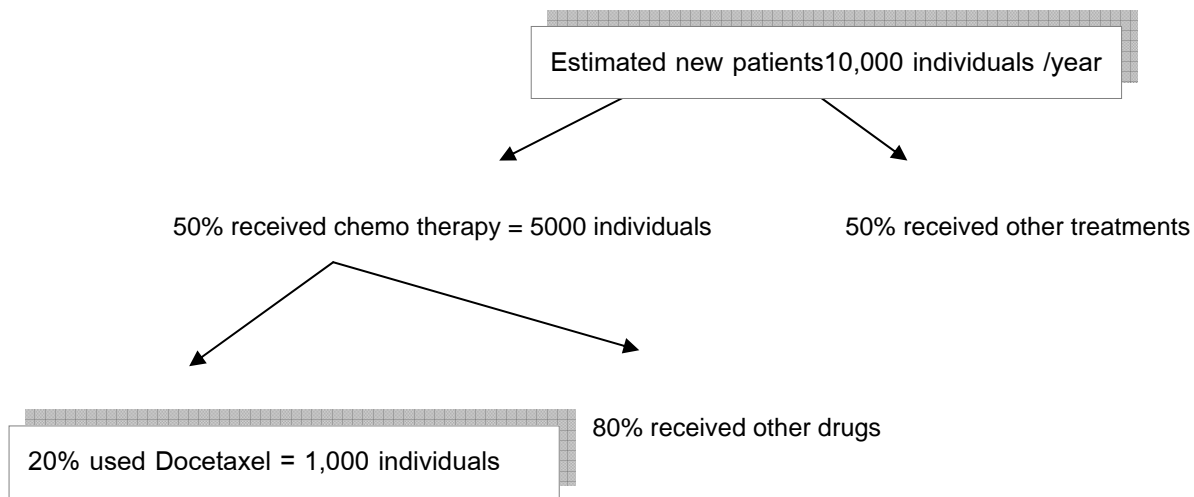 Estimated new patients10,000 individuals /year
50% received chemo therapy = 5000 individuals
50% received other treatments
80% received other drugs
20% used Docetaxel = 1,000 individuals